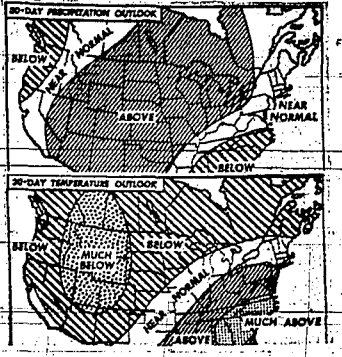 30-DAY PRECIPITATION OUTLOOK
BELOW
NEAR NORMAL
ABOVE
NEAR
NORMAL
BELOW
30-DAY TEMPERATURE OUTLOOK
BELOW
MUCH
BELOW
BELOW
NEAR NORMAL
ABOVE
MUCH ABOVE